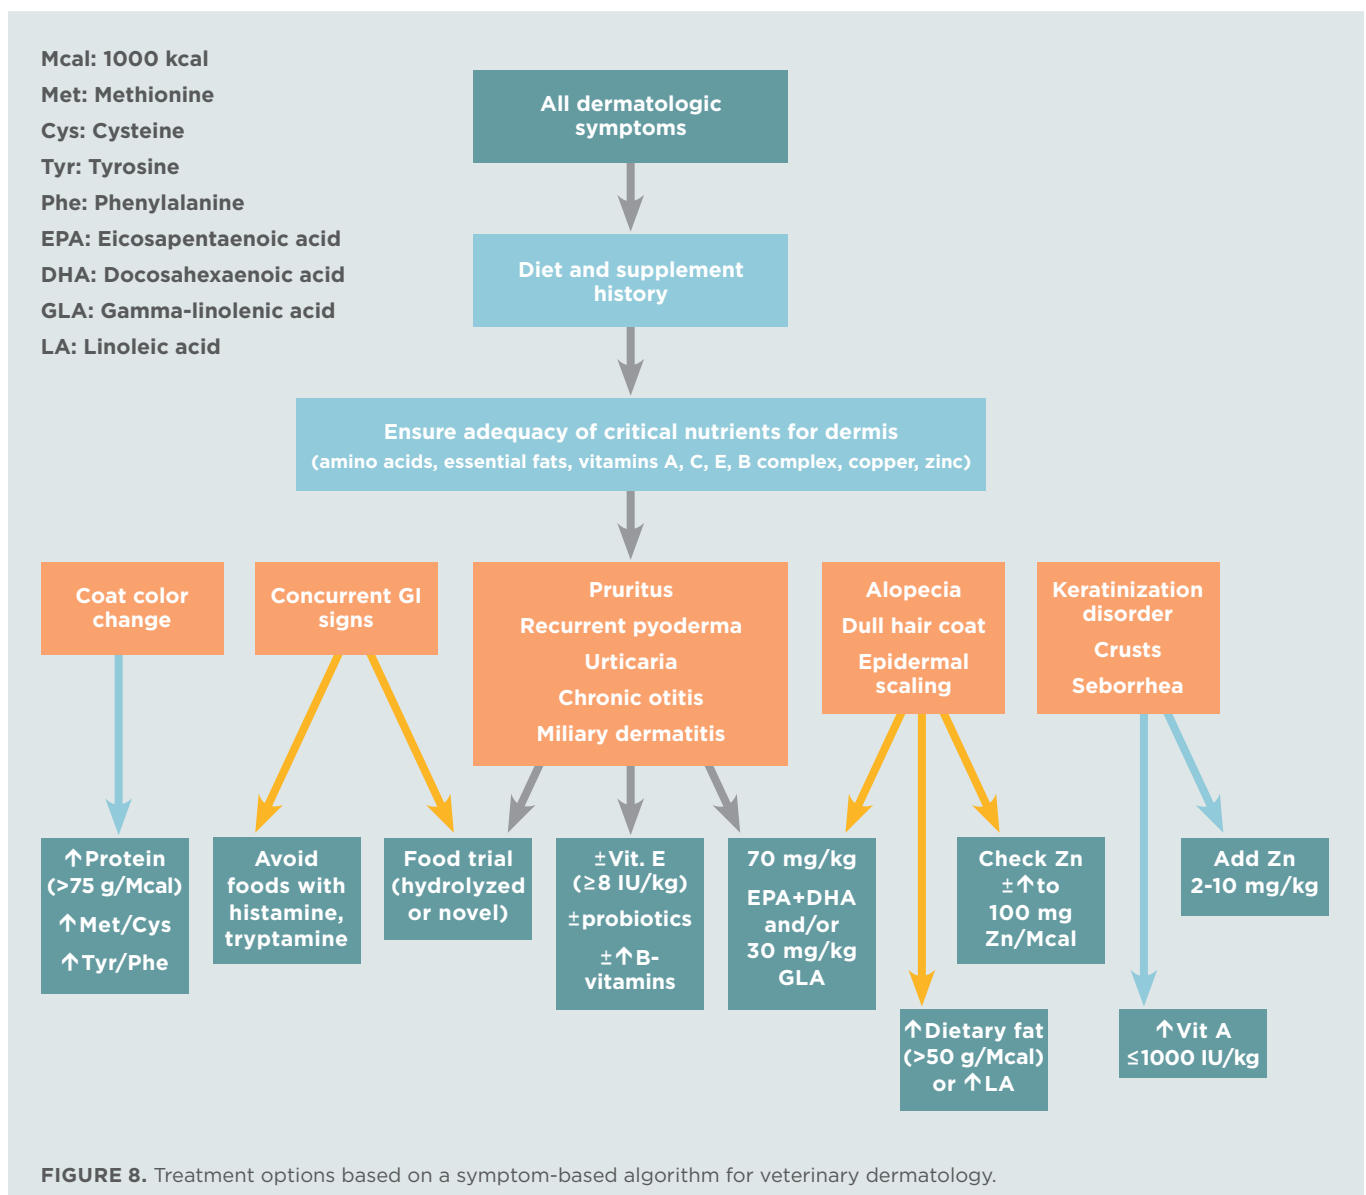 Mcal: 1000 kcal
Met: Methionine
Cys: Cysteine
Tyr: Tyrosine
Phe: Phenylalanine
EPA: Eicosapentaenoic acid
DHA: Docosahexaenoic acid
GLA: Gamma-linolenic acid
LA: Linoleic acid
All dermatologic
symptoms
Diet and supplement
history
Ensure adequacy of critical nutrients for dermis
(amino acids, essential fats, vitamins A, C, E, B complex, copper, zinc)
Coat color
change
Concurrent GI
signs
Pruritus
Recurrent pyoderma
Urticaria
Chronic otitis
Miliary dermatitis
Alopecia
Dull hair coat
Epidermal
scaling
Keratinization
disorder
Crusts
Seborrhea
↑Protein
(>75 g/Mcal)
↑Met/Cys
↑Tyr/Phe
Avoid
foods with
histamine,
tryptamine
Food trial
(hydrolyzed
or novel)
±Vit. E
(≥8 IU/kg)
±probiotics
±↑B-
vitamins
70 mg/kg
EPA+DHA
and/or
30 mg/kg
GLA
Check Zn
±↑to
100 mg
Zn/Mcal
Add Zn
2-10 mg/kg
↑Dietary fat
(>50 g/Mcal)
or ↑LA
↑Vit A
≤1000 IU/kg
FIGURE 8. Treatment options based on a symptom-based algorithm for veterinary dermatology.